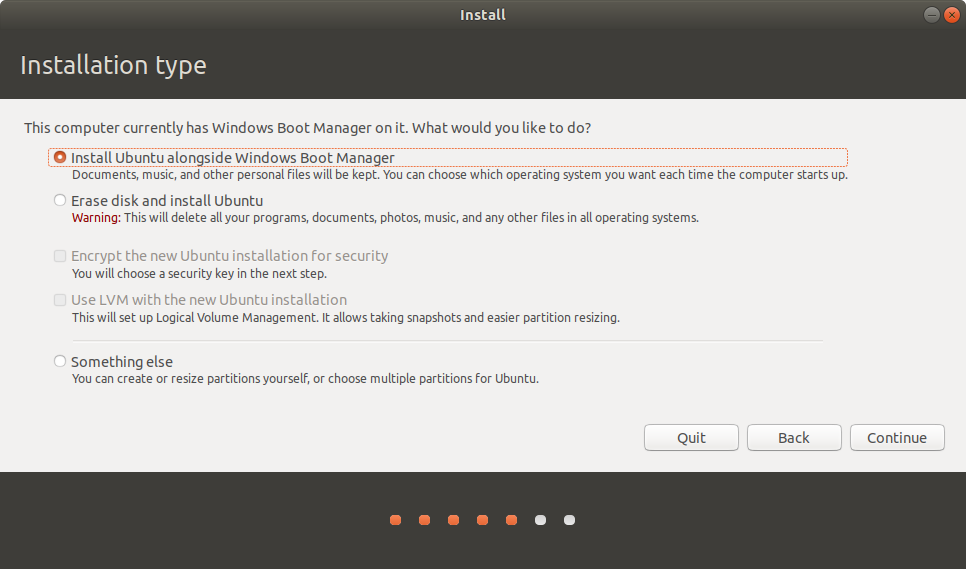 Install
Installation type
This computer currently has Windows Boot Manager on it. What would you like to do?
Install Ubuntu alongside Windows Boot Manager
Documents, music, and other personal files will be kept. You can choose which operating system you want each time the computer starts up.
Erase disk and install Ubuntu
Warning: This will delete all your programs, documents, photos, music, and any other files in all operating systems.
Encrypt the new Ubuntu installation for security
You will choose a security key in the next step.
Use LVM with the new Ubuntu installation
This will set up Logical Volume Management. It allows taking snapshots and easier partition resizing.
Something else
You can create or resize partitions yourself, or choose multiple partitions for Ubuntu.
Quit Back Continue